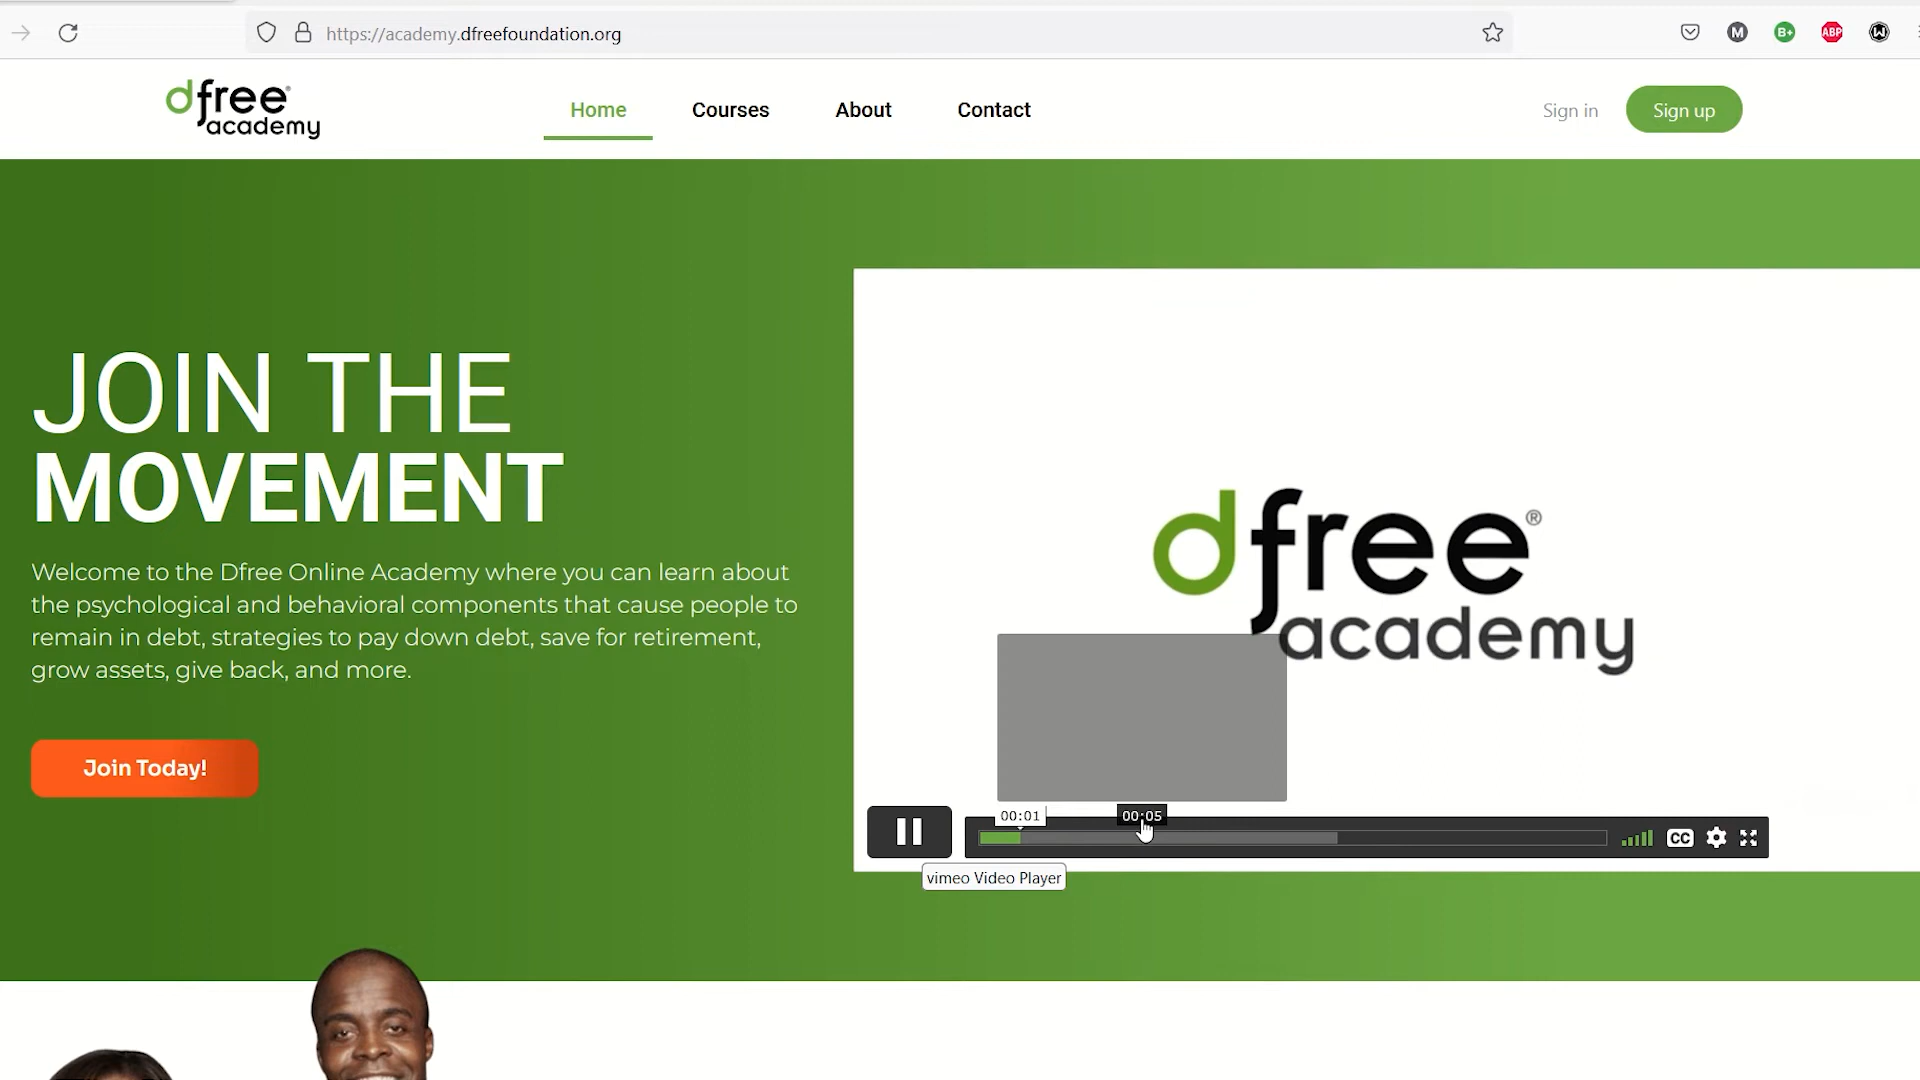 https://academy.dfreefoundation.org
M
B+
ABP
W
dfree®
academy
Home
Courses
About
Contact
Sign in
Sign up
JOIN THE
MOVEMENT
Welcome to the Dfree Online Academy where you can learn about
the psychological and behavioral components that cause people to
remain in debt, strategies to pay down debt, save for retirement,
grow assets, give back, and more.
Join Today!
dfree®
academy
00:01
00:05
CC
vimeo Video Player